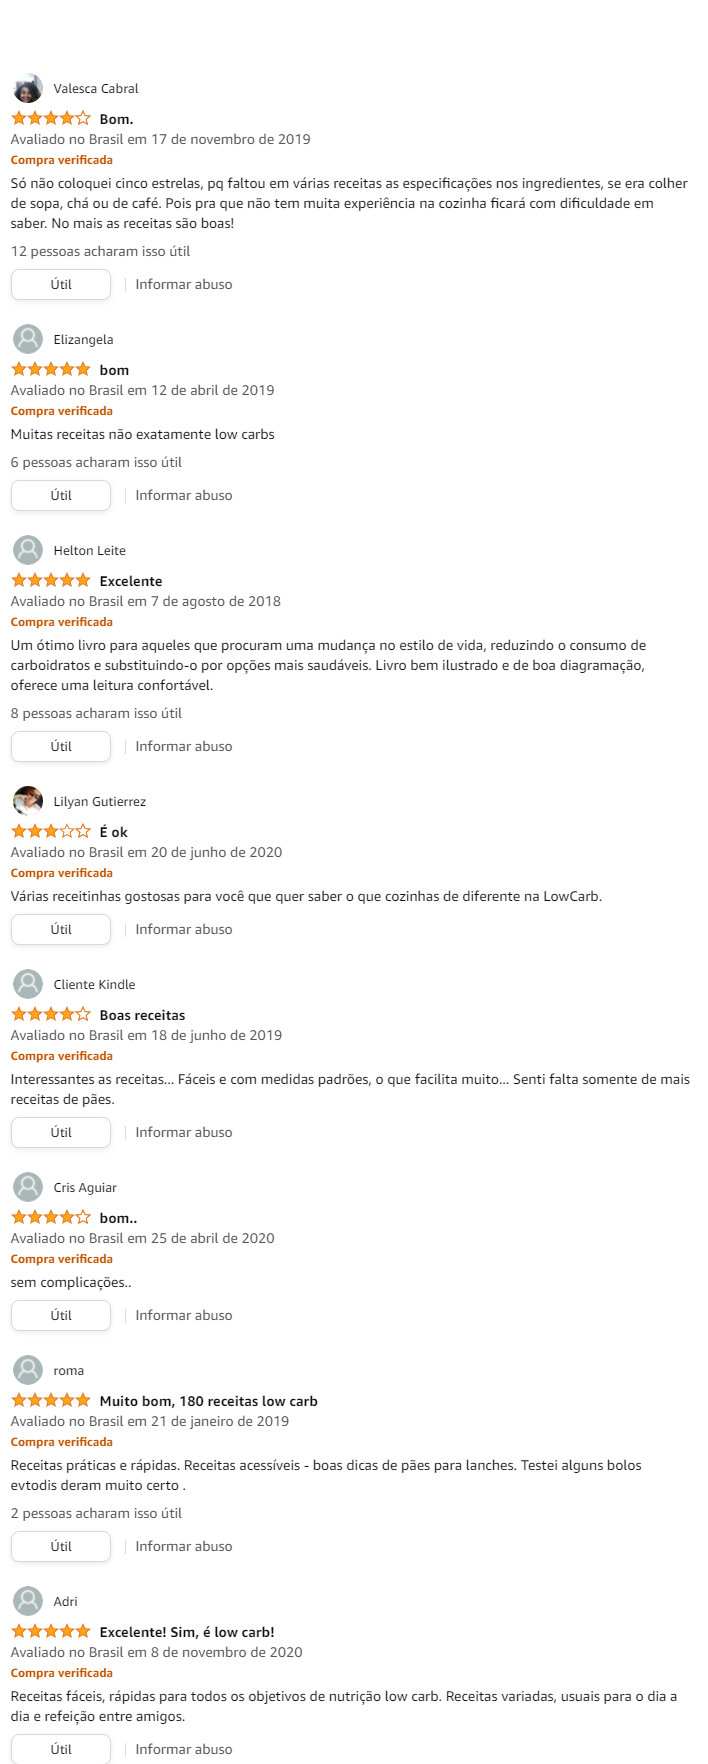 Valesca Cabral
Bom.
Avaliado no Brasil em 17 de novembro de 2019
Compra verificada
Só não coloquei cinco estrelas, pq faltou em várias receitas as especificações nos ingredientes, se era colher
de sopa, chá ou de café. Pois pra que não tem muita experiência na cozinha ficará com dificuldade em
saber. No mais as receitas são boas!
12 pessoas acharam isso útil
Útil
Informar abuso
Elizangela
bom
Avaliado no Brasil em 12 de abril de 2019
Compra verificada
Muitas receitas não exatamente low carbs
6 pessoas acharam isso útil
Útil
Informar abuso
Helton Leite
Excelente
Avaliado no Brasil em 7 de agosto de 2018
Compra verificada
Um ótimo livro para aqueles que procuram uma mudança no estilo de vida, reduzindo o consumo de
carboidratos e substituindo-o por opções mais saudáveis. Livro bem ilustrado e de boa diagramação,
oferece uma leitura confortável.
8 pessoas acharam isso útil
Útil
Informar abuso
Lilyan Gutierrez
É ok
Avaliado no Brasil em 20 de junho de 2020
Compra verificada
Várias receitinhas gostosas para você que quer saber o que cozinhas de diferente na LowCarb.
Útil
Informar abuso
Cliente Kindle
Boas receitas
Avaliado no Brasil em 18 de junho de 2019
Compra verificada
Interessantes as receitas... Fáceis e com medidas padrões, o que facilita muito... Senti falta somente de mais
receitas de pães.
Útil
Informar abuso
Cris Aguiar
bom..
Avaliado no Brasil em 25 de abril de 2020
Compra verificada
sem complicações..
Útil
Informar abuso
roma
Muito bom, 180 receitas low carb
Avaliado no Brasil em 21 de janeiro de 2019
Compra verificada
Receitas práticas e rápidas. Receitas acessíveis - boas dicas de pães para lanches. Testei alguns bolos
evtodis deram muito certo .
2 pessoas acharam isso útil
Útil
Informar abuso
Adri
Excelente! Sim, é low carb!
Avaliado no Brasil em 8 de novembro de 2020
Compra verificada
Receitas fáceis, rápidas para todos os objetivos de nutrição low carb. Receitas variadas, usuais para o dia a
dia e refeição entre amigos.
Útil
Informar abuso